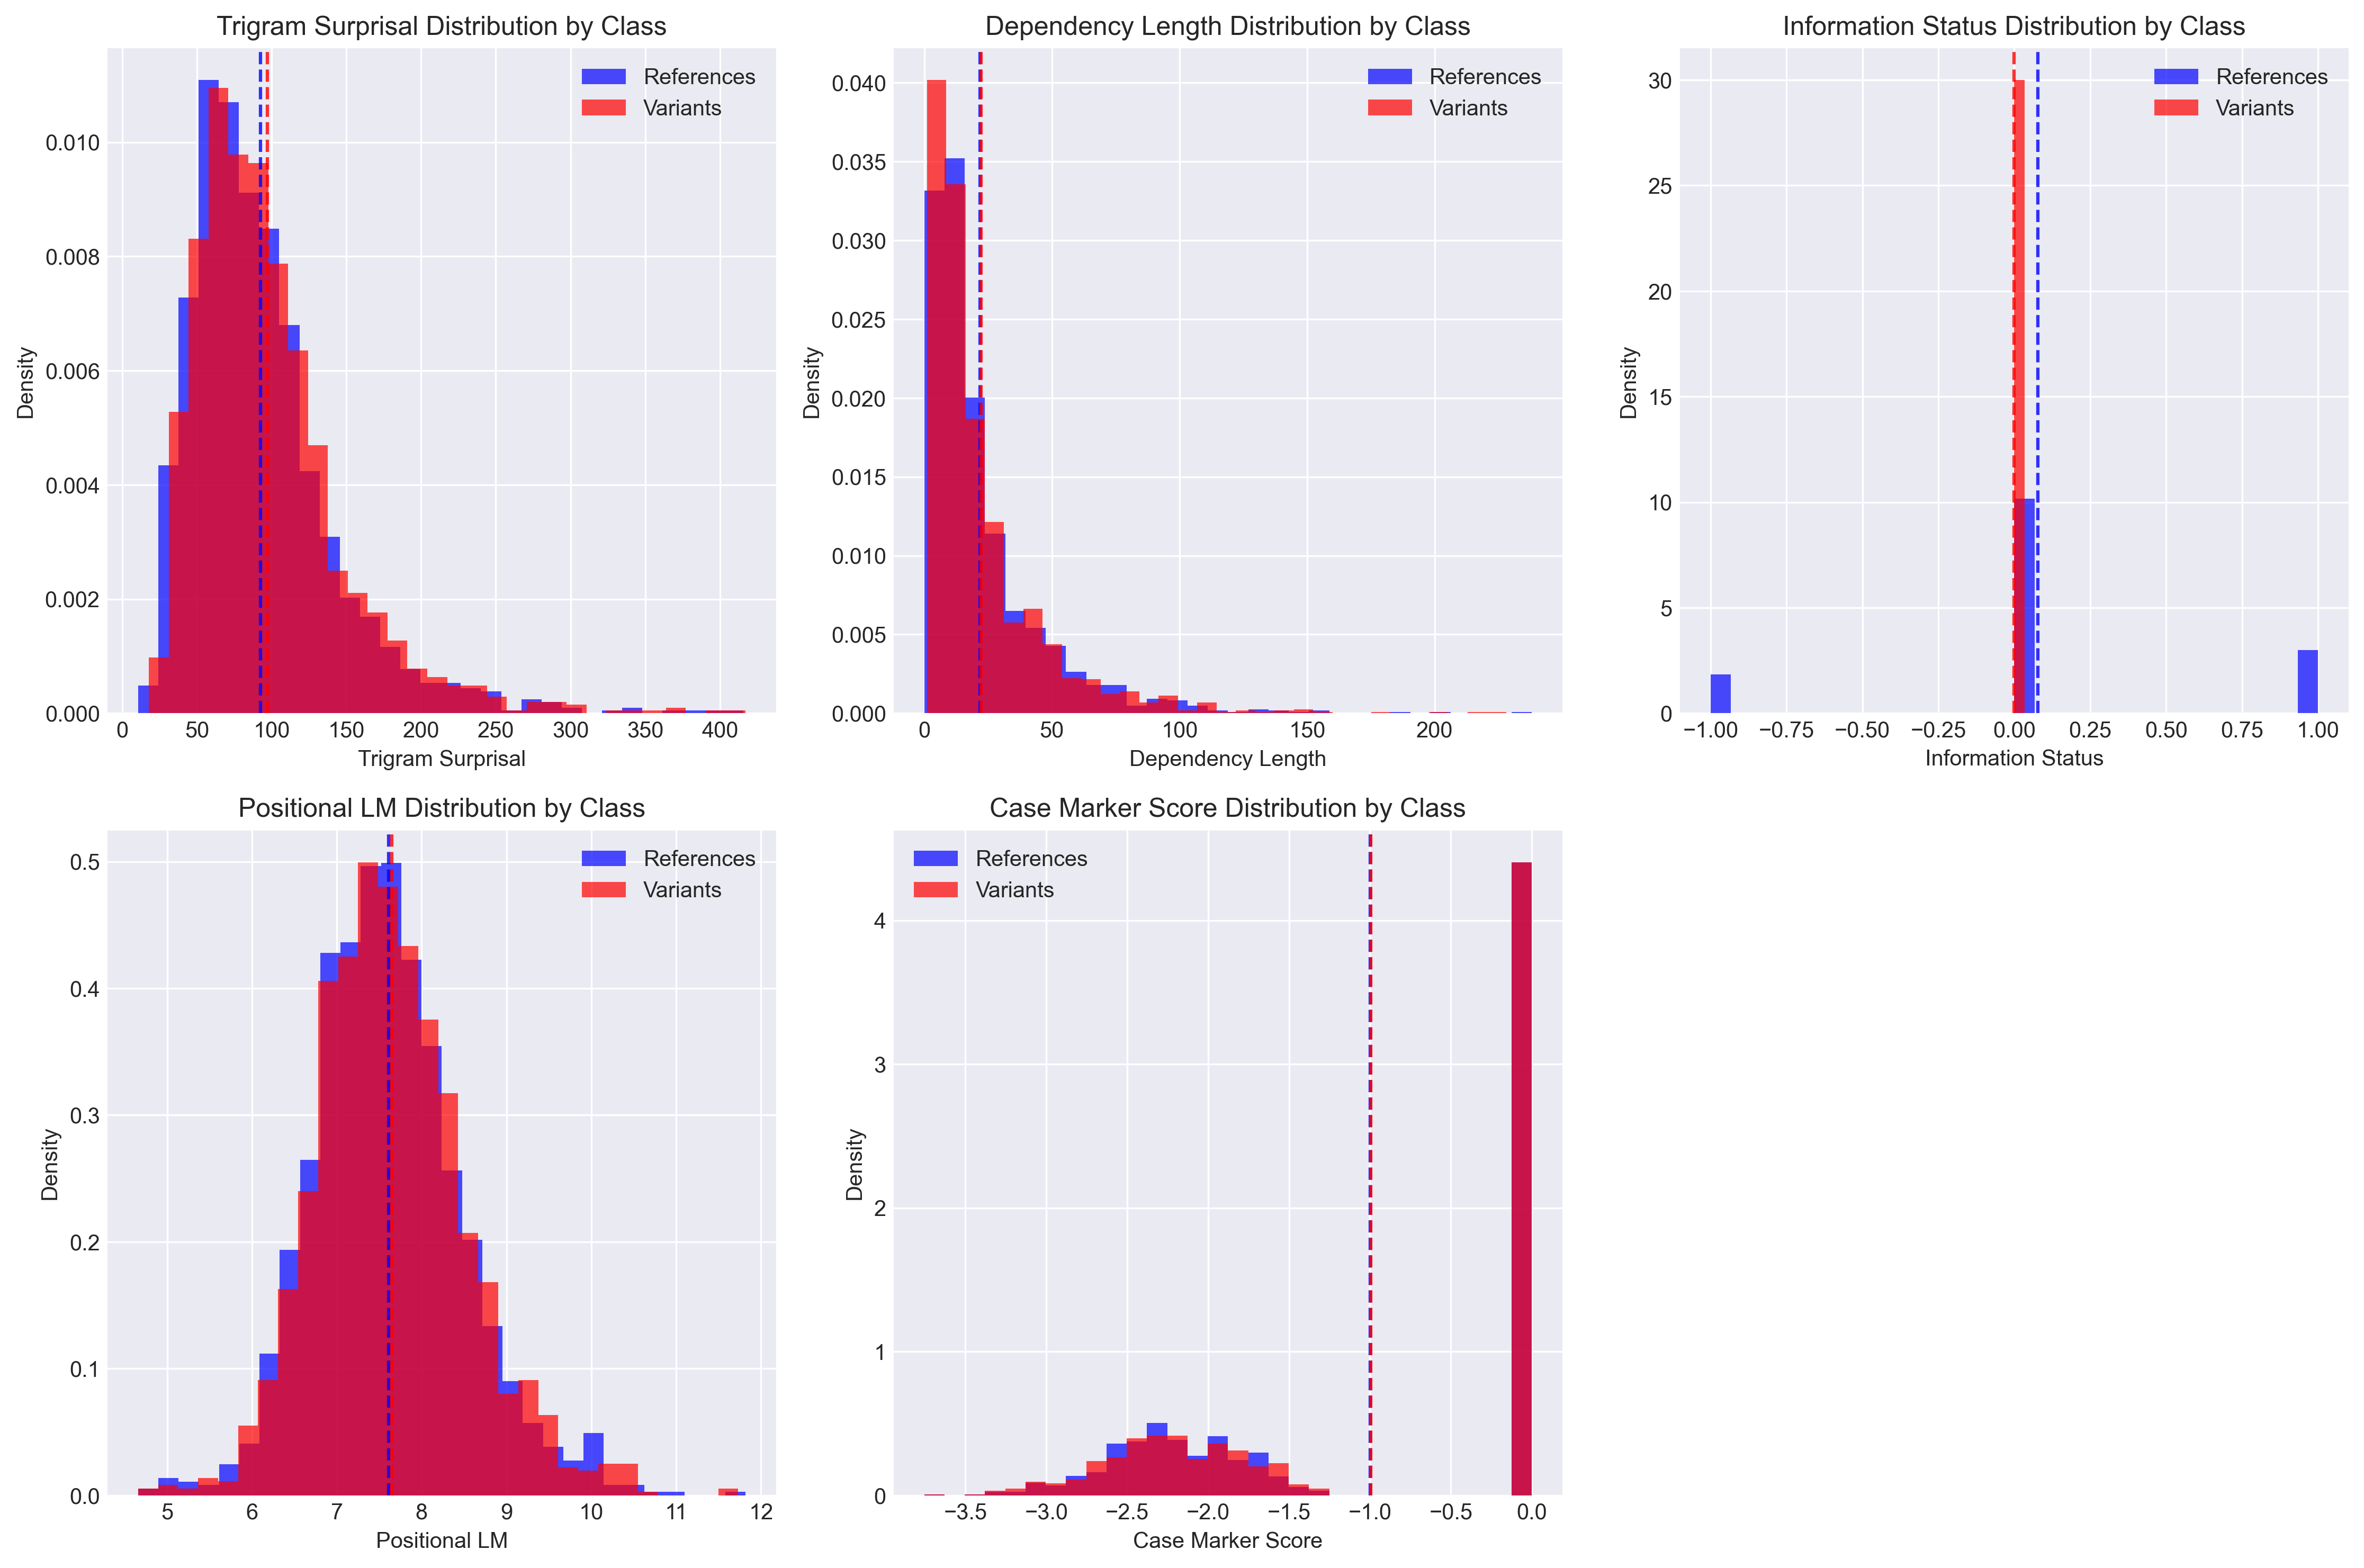 Trigram Surprisal Distribution by Class
References
Variants
0.010
0.008
0.006
0.004
0.002
0.000
Density
0 50 100 150 200 250 300 350 400
Trigram Surprisal
Dependency Length Distribution by Class
References
Variants
0.040
0.035
0.030
0.025
0.020
0.015
0.010
0.005
0.000
Density
0 50 100 150 200
Dependency Length
Information Status Distribution by Class
References
Variants
30
25
20
15
10
5
0
Density
−1.00 −0.75 −0.50 −0.25 0.00 0.25 0.50 0.75 1.00
Information Status
Positional LM Distribution by Class
References
Variants
0.5
0.4
0.3
0.2
0.1
0.0
Density
5 6 7 8 9 10 11 12
Positional LM
Case Marker Score Distribution by Class
References
Variants
4
3
2
1
0
Density
−3.5 −3.0 −2.5 −2.0 −1.5 −1.0 −0.5 0.0
Case Marker Score